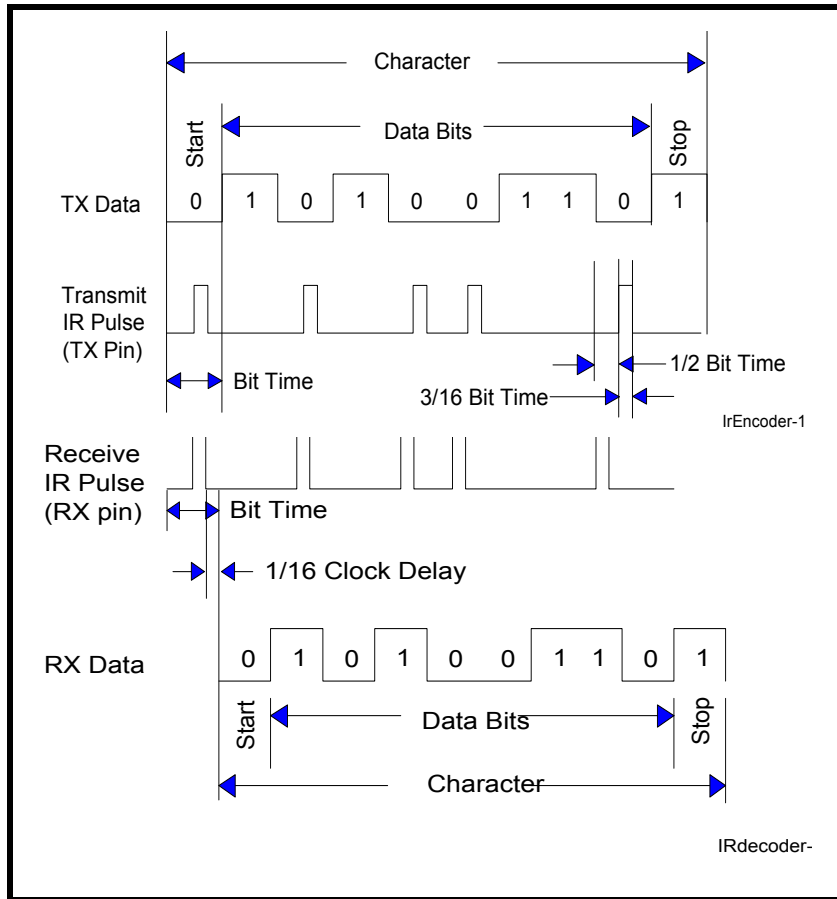 Character
Start
Data Bits
Stop
TX Data
0 1 0 1 0 0 1 1 0 1
Transmit
IR Pulse
(TX Pin)
Bit Time
1/2 Bit Time
3/16 Bit Time
IrEncoder-1
Receive
IR Pulse
(RX pin)
Bit Time
1/16 Clock Delay
RX Data
0 1 0 1 0 0 1 1 0 1
Start
Data Bits
Stop
Character
IRdecoder-